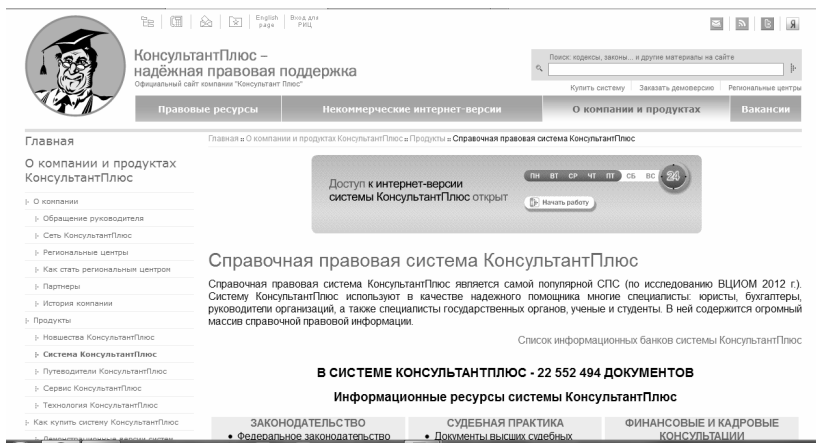 English page
Вход для РИЦ
КонсультантПлюс –
надёжная правовая поддержка
Официальный сайт компании "Консультант Плюс"
Поиск: кодексы, законы... и другие материалы на сайте
Купить систему Заказать демоверсию Региональные центры
Правовые ресурсы Некоммерческие интернет-версии О компании и продуктах Вакансии
Главная
О компании и продуктах
КонсультантПлюс
О компании
Обращение руководителя
Сеть КонсультантПлюс
Региональные центры
Как стать региональным центром
Партнеры
История компании
Продукты
Новшества КонсультантПлюс
Система КонсультантПлюс
Путеводители КонсультантПлюс
Сервис КонсультантПлюс
Технология КонсультантПлюс
Как купить систему КонсультантПлюс
Демонстрационные версии систем
Главная :: О компании и продуктах КонсультантПлюс :: Продукты :: Справочная правовая система КонсультантПлюс
Доступ к интернет-версии
системы КонсультантПлюс открыт
ПН ВТ СР ЧТ ПТ СБ ВС 24
Начать работу
Справочная правовая система КонсультантПлюс
Справочная правовая система КонсультантПлюс является самой популярной СПС (по исследованию ВЦИОМ 2012 г.).
Систему КонсультантПлюс используют в качестве надежного помощника многие специалисты: юристы, бухгалтеры,
руководители организаций, а также специалисты государственных органов, ученые и студенты. В ней содержится огромный
массив справочной правовой информации.
Список информационных банков системы КонсультантПлюс
В СИСТЕМЕ КОНСУЛЬТАНТПЛЮС - 22 552 494 ДОКУМЕНТОВ
Информационные ресурсы системы КонсультантПлюс
ЗАКОНОДАТЕЛЬСТВО
• Федеральное законодательство
СУДЕБНАЯ ПРАКТИКА
• Документы высших судебных
ФИНАНСОВЫЕ И КАДРОВЫЕ
КОНСУЛЬТАЦИИ